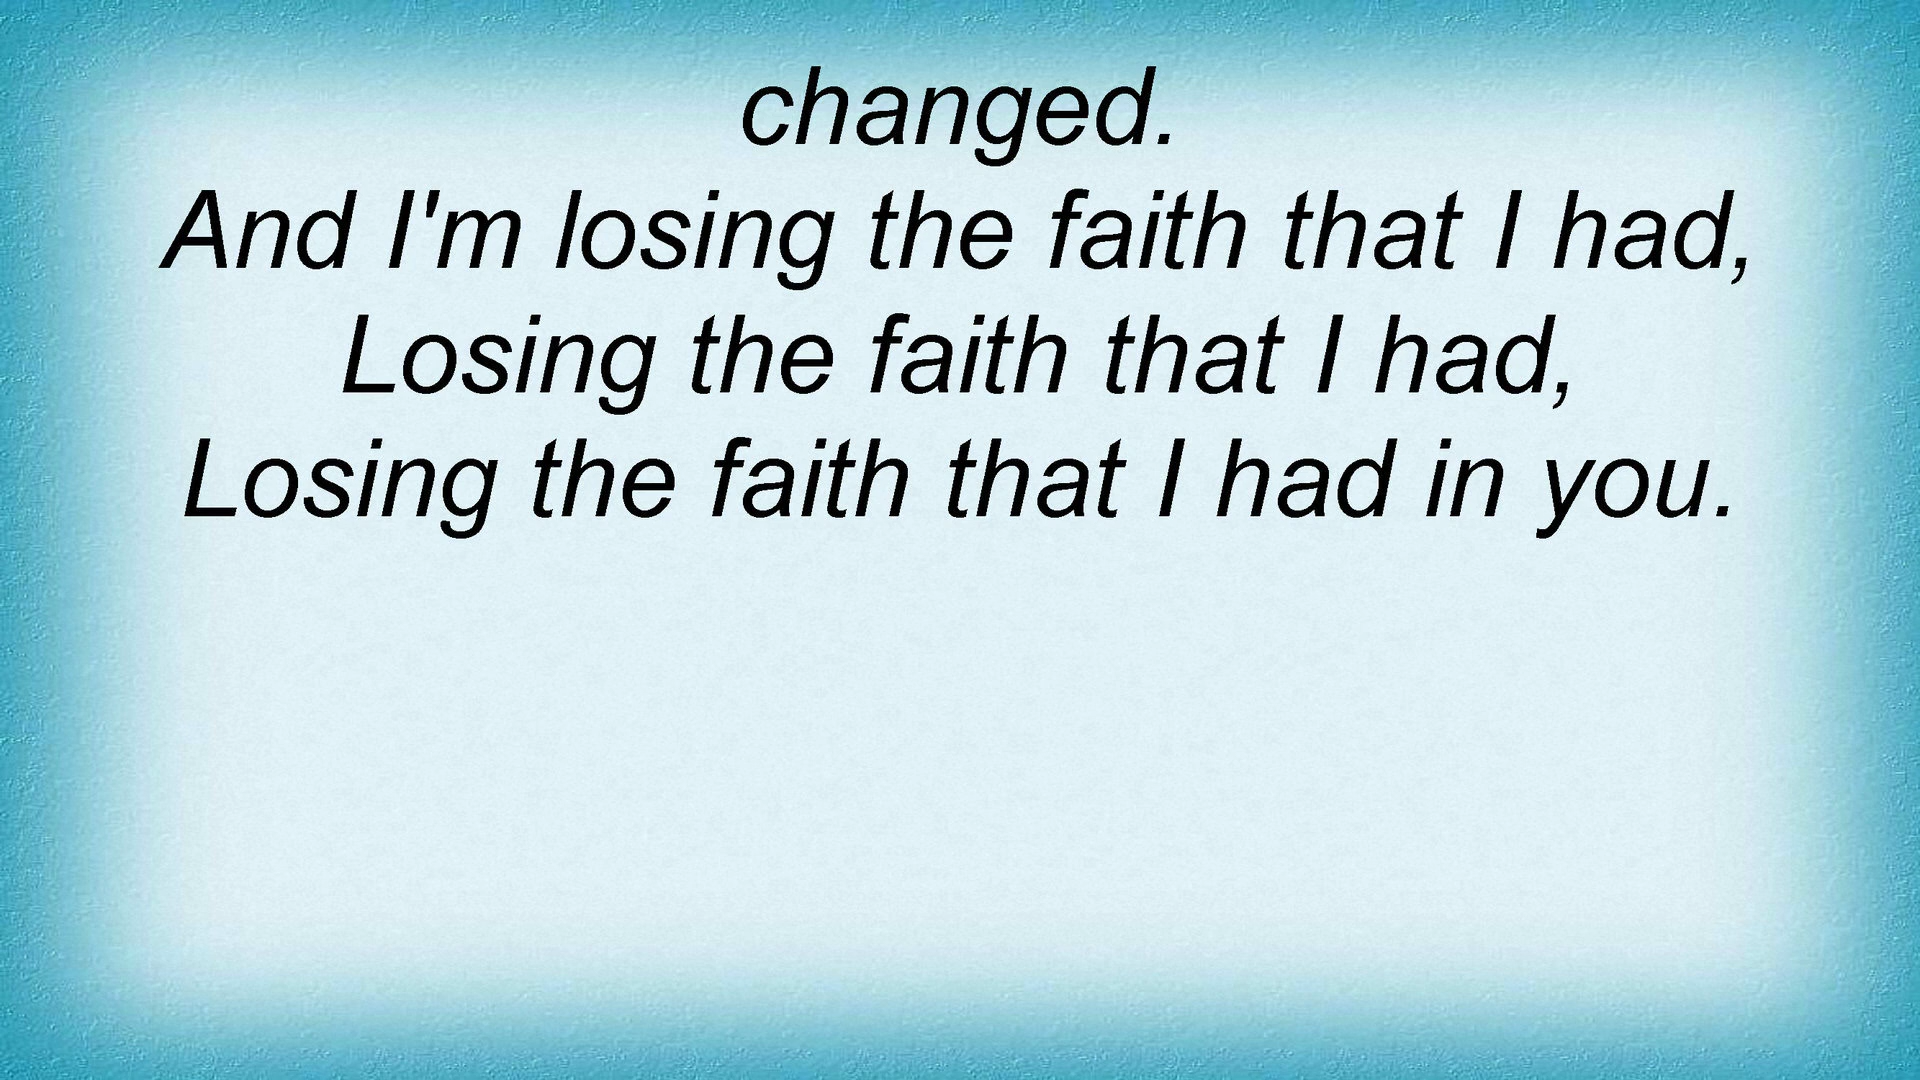 changed.
And I'm losing the faith that I had,
Losing the faith that I had,
Losing the faith that I had in you.